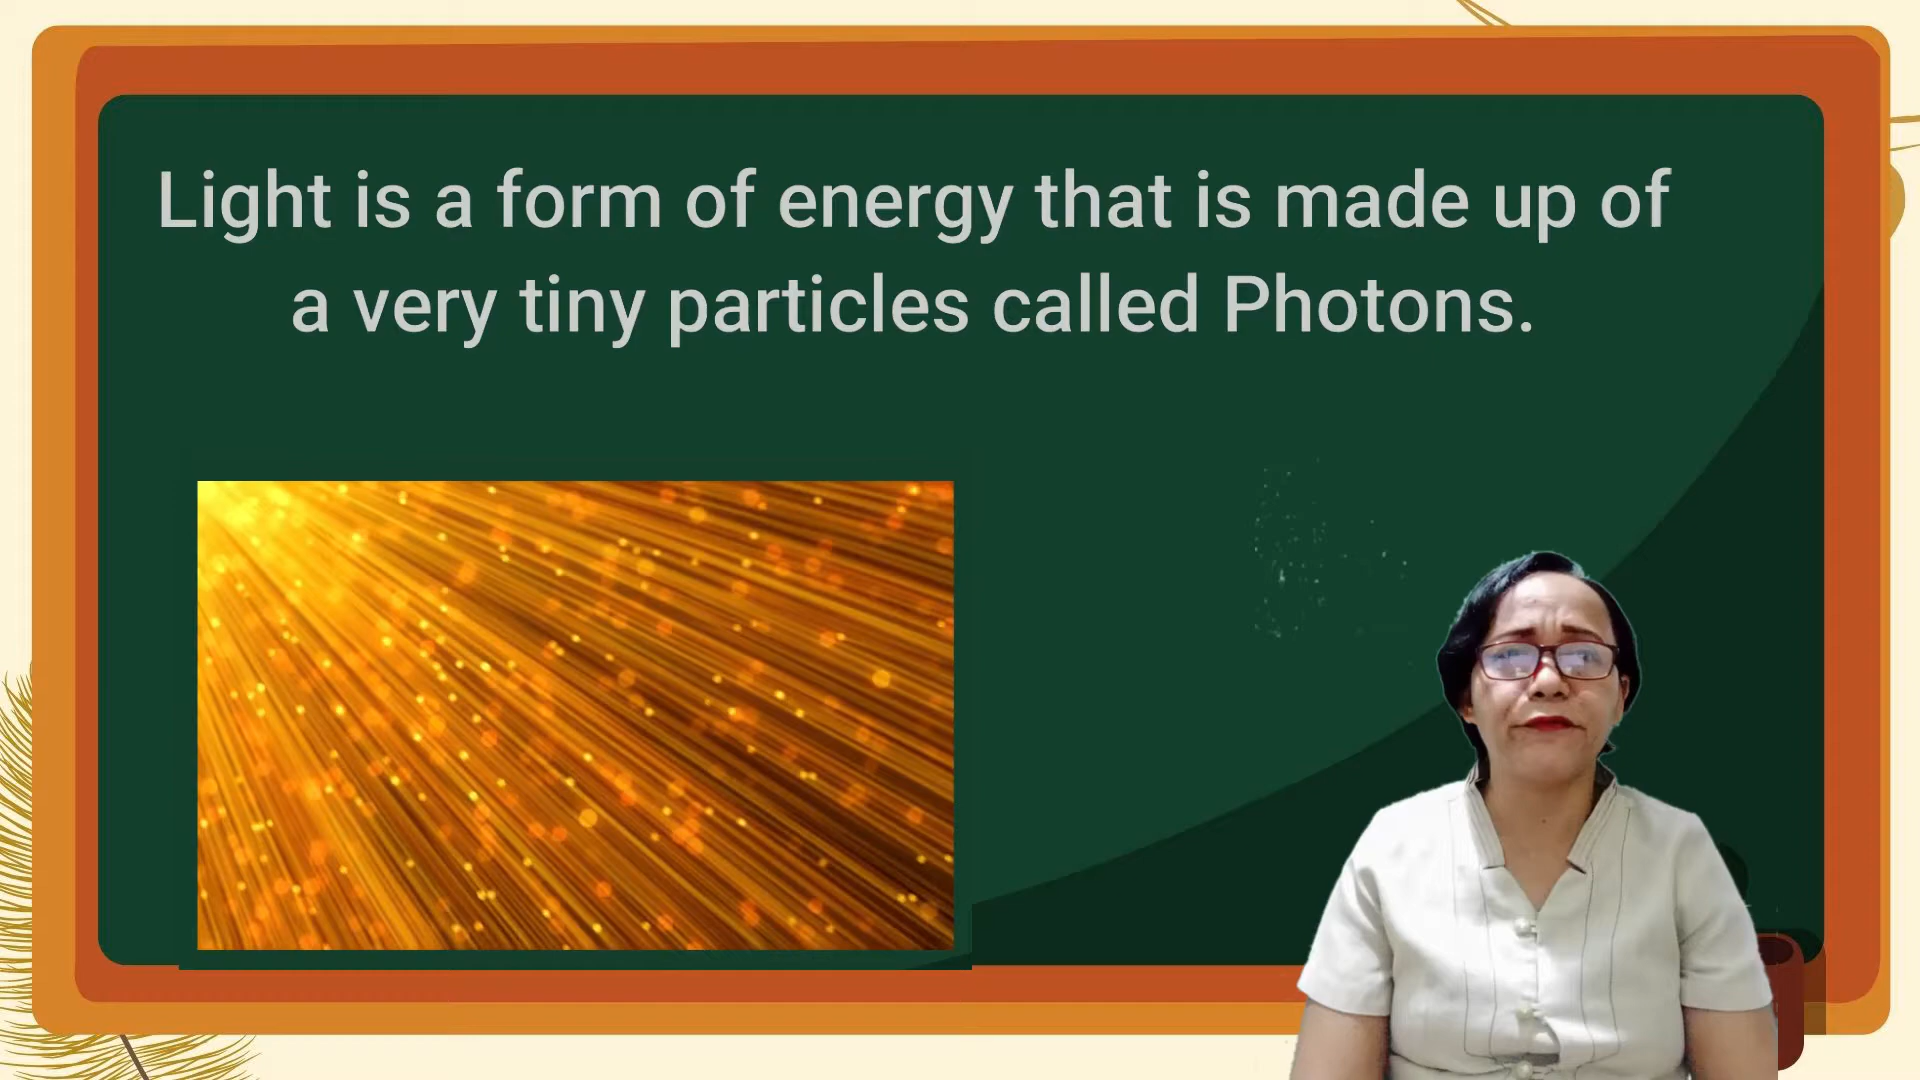 Light is a form of energy that is made up of
a very tiny particles called Photons.